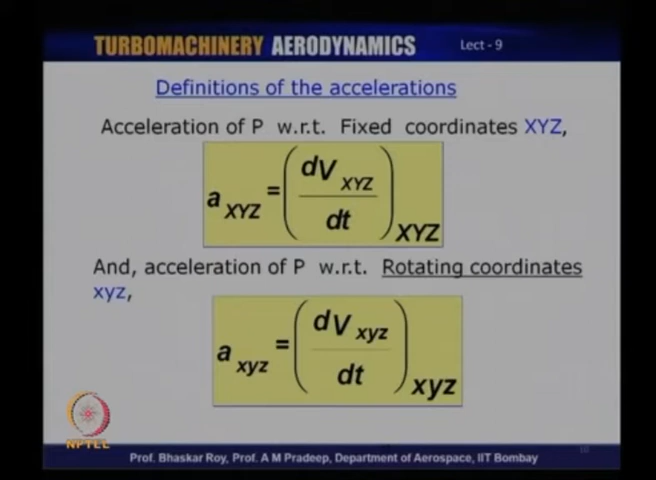 TURBOMACHINERY AERODYNAMICS Lect - 9
Definitions of the accelerations
Acceleration of P w.r.t. Fixed coordinates XYZ,
a XYZ = (dV XYZ / dt) XYZ
And, acceleration of P w.r.t. Rotating coordinates
xyz,
a xyz = (dV xyz / dt) xyz
NPTEL
Prof. Bhaskar Roy, Prof. A M Pradeep, Department of Aerospace, IIT Bombay